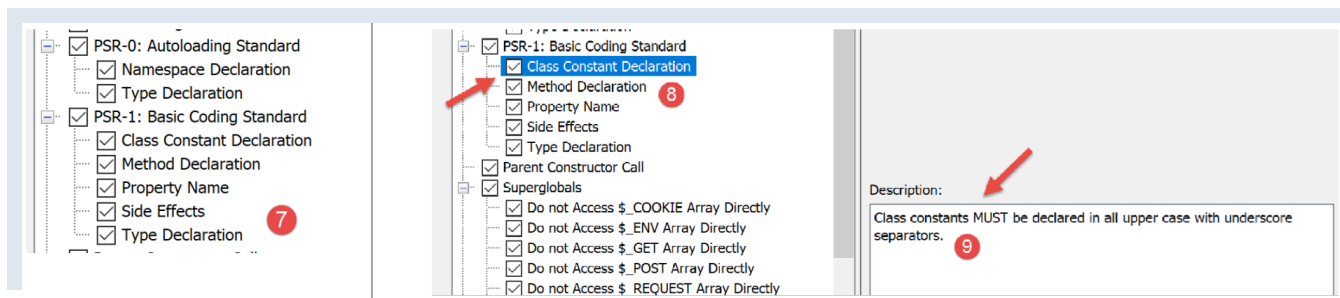 PSR-0: Autoloading Standard
Namespace Declaration
Type Declaration
PSR-1: Basic Coding Standard
Class Constant Declaration
Method Declaration
Property Name
Side Effects
7
Type Declaration
PSR-1: Basic Coding Standard
Class Constant Declaration
Method Declaration
8
Property Name
Side Effects
Type Declaration
Parent Constructor Call
Superglobals
Do not Access $_COOKIE Array Directly
Do not Access $_ENV Array Directly
Do not Access $_GET Array Directly
Do not Access $_POST Array Directly
Do not Access $_REQUEST Array Directly
Description:
Class constants MUST be declared in all upper case with underscore
separators.
9